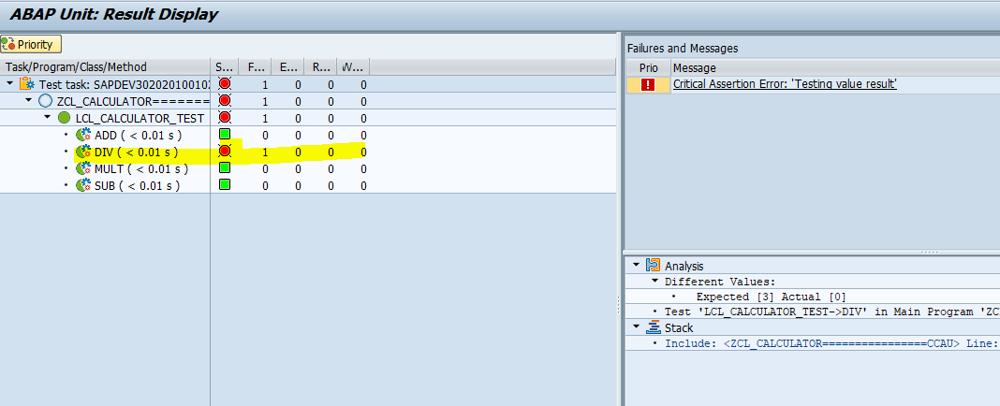 ABAP Unit: Result Display
Priority
Task/Program/Class/Method S... F... E... R... W...
Test task: SAPDEV30202010010 1 0 0 0
ZCL_CALCULATOR======= 1 0 0 0
LCL_CALCULATOR_TEST 1 0 0 0
ADD ( < 0.01 s ) 0 0 0 0
DIV ( < 0.01 s ) 1 0 0 0
MULT ( < 0.01 s ) 0 0 0 0
SUB ( < 0.01 s ) 0 0 0 0
Failures and Messages
Prio Message
Critical Assertion Error: 'Testing value result'
Analysis
Different Values:
Expected [3] Actual [0]
Test 'LCL_CALCULATOR_TEST->DIV' in Main Program 'ZC
Stack
Include: <ZCL_CALCULATOR================CCAU> Line: